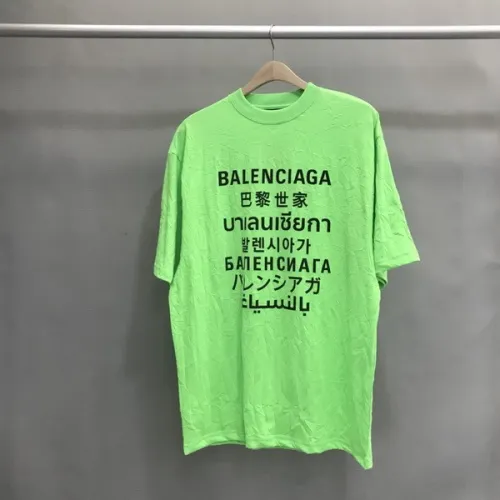 BALENCIAGA
巴黎世家
บาเลนเซียกา
발렌시아가
БАЛЕНСИАГА
バレンシアガ
بالنسياغا